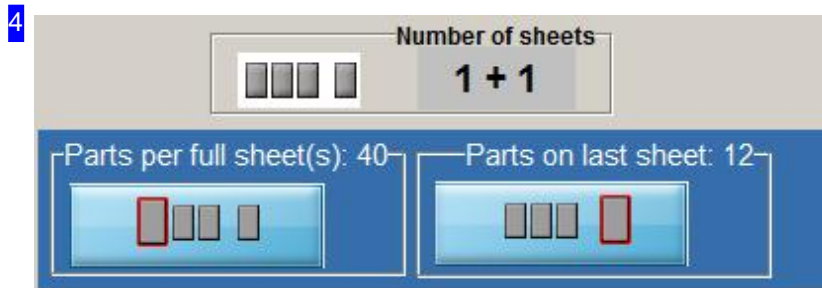 4
Number of sheets
1 + 1
Parts per full sheet(s): 40
Parts on last sheet: 12